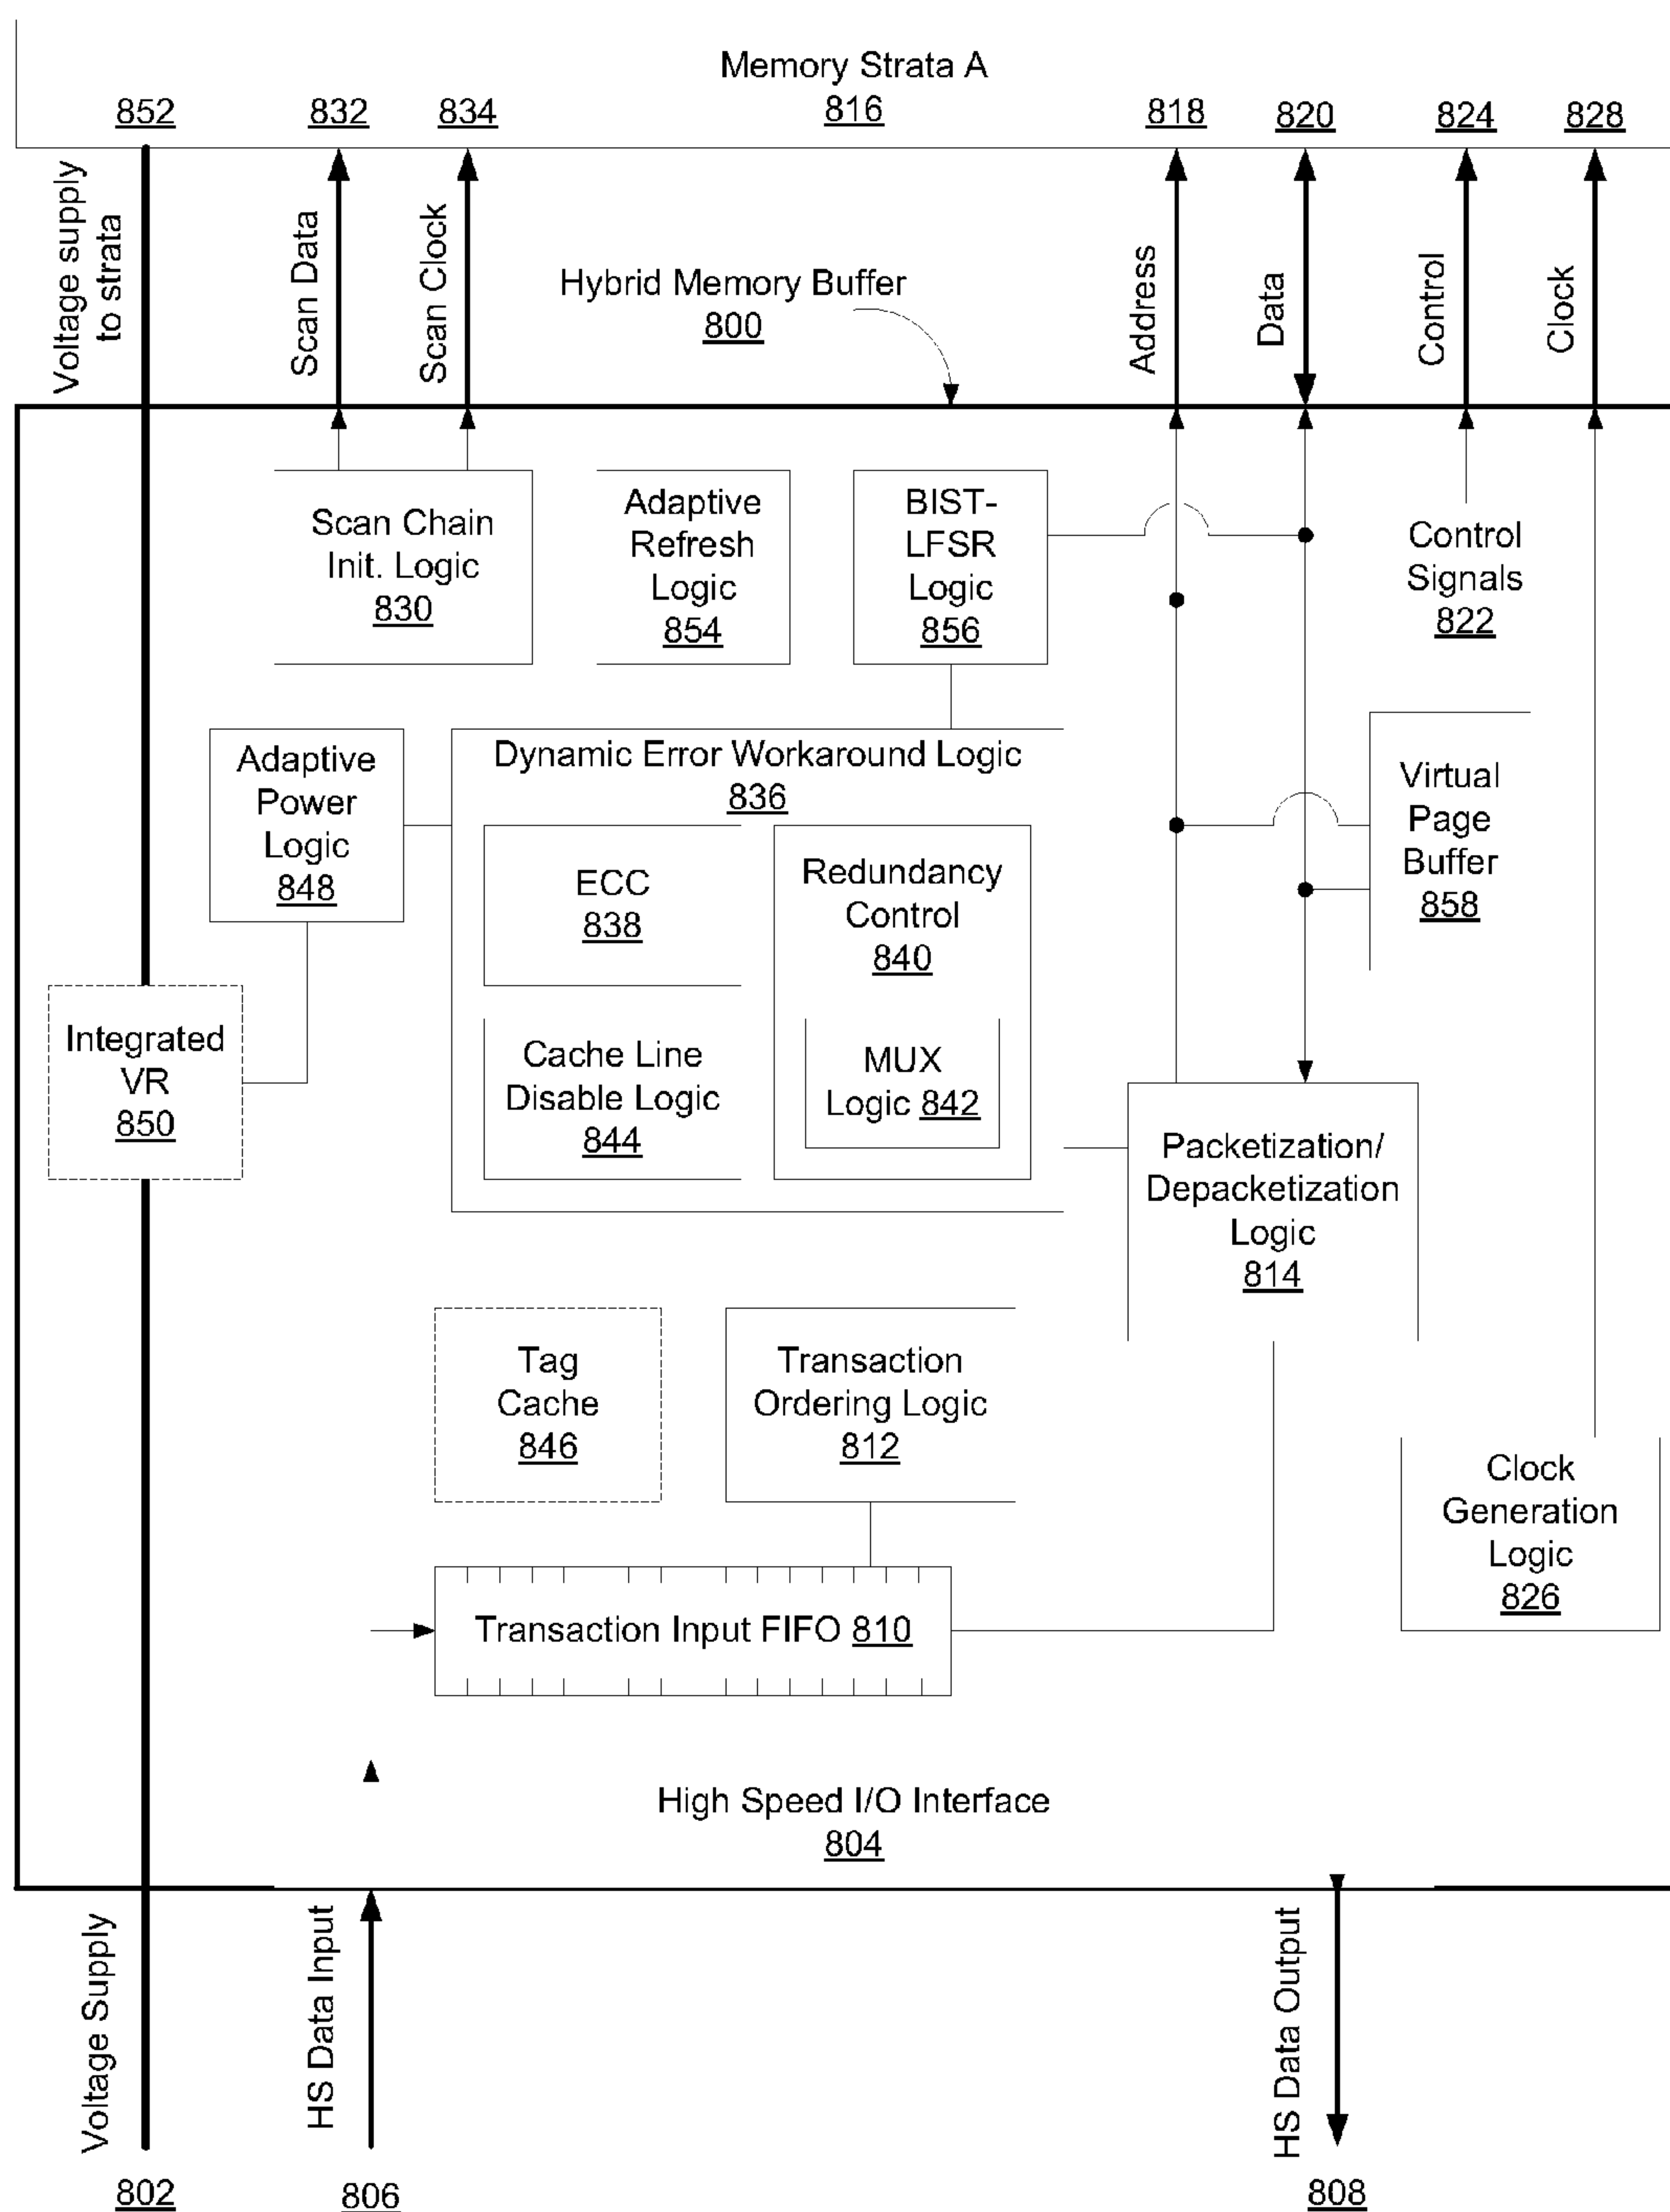 Memory Strata A
816
852
832
834
818
820
824
828
Voltage supply
to strata
Scan Data
Scan Clock
Hybrid Memory Buffer
800
Address
Data
Control
Clock
Scan Chain
Init. Logic
830
Adaptive
Refresh
Logic
854
BIST-
LFSR
Logic
856
Control
Signals
822
Adaptive
Power
Logic
848
Dynamic Error Workaround Logic
836
ECC
838
Redundancy
Control
840
Virtual
Page
Buffer
858
Integrated
VR
850
Cache Line
Disable Logic
844
MUX
Logic 842
Packetization/
Depacketization
Logic
814
Tag
Cache
846
Transaction
Ordering Logic
812
Clock
Generation
Logic
826
Transaction Input FIFO 810
High Speed I/O Interface
804
Voltage Supply
HS Data Input
HS Data Output
802
806
808